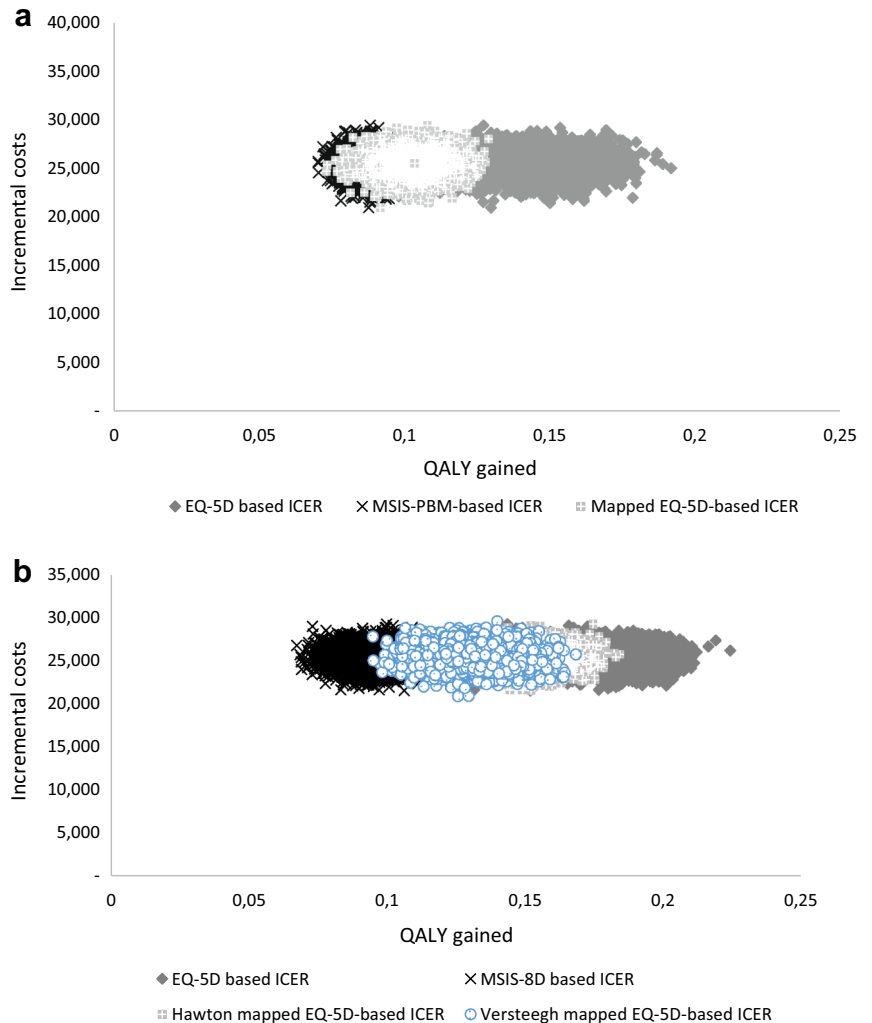 a
40,000
35,000
30,000
25,000
20,000
15,000
10,000
5,000
-
Incremental costs
0 0,05 0,1 0,15 0,2 0,25
QALY gained
EQ-5D based ICER MSIS-PBM-based ICER Mapped EQ-5D-based ICER
b
35,000
30,000
25,000
20,000
15,000
10,000
5,000
-
Incremental costs
0 0,05 0,1 0,15 0,2 0,25
QALY gained
EQ-5D based ICER MSIS-8D based ICER
Hawton mapped EQ-5D-based ICER Versteegh mapped EQ-5D-based ICER